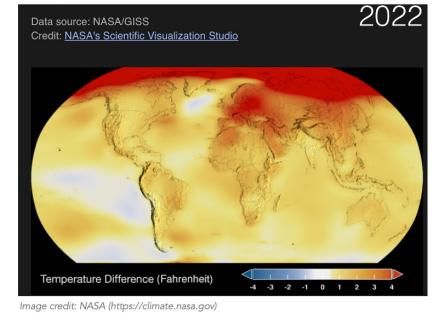 Data source: NASA/GISS
2022
Credit: NASA's Scientific Visualization Studio
Temperature Difference (Fahrenheit)
-4 -3 -2 -1 0 1 2 3 4
Image credit: NASA (https://climate.nasa.gov)